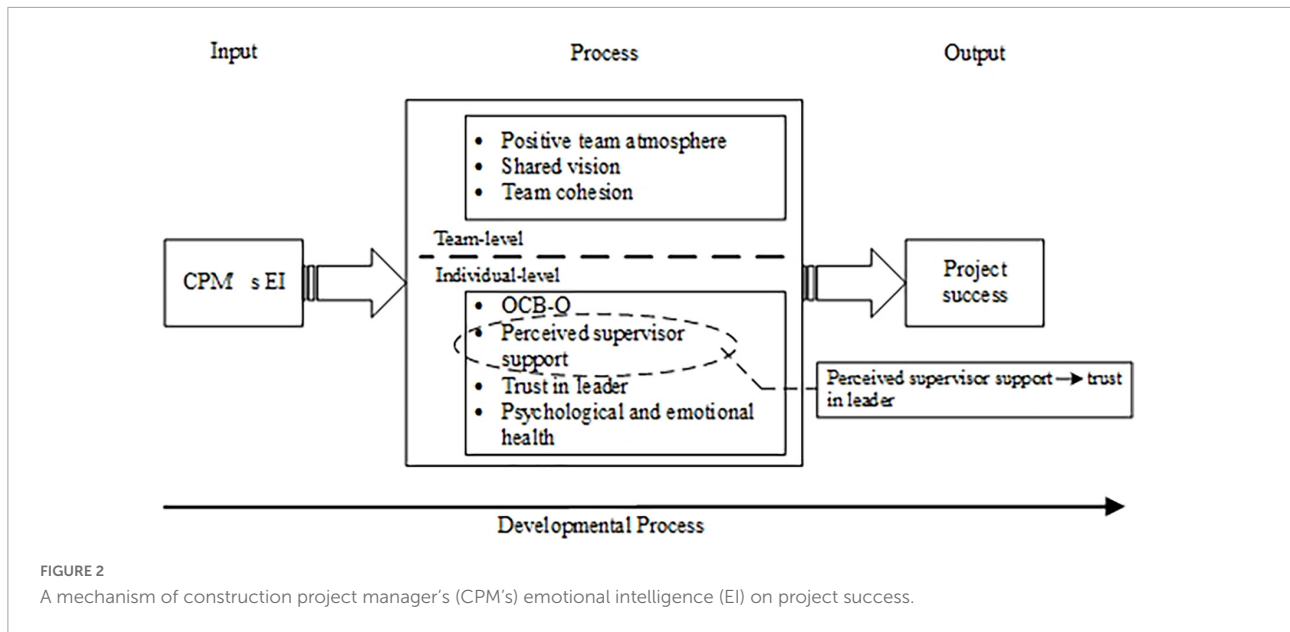 Input
Process
Output
• Positive team atmosphere
• Shared vision
• Team cohesion
Team-level
Individual-level
CPM' s EI
• OCB-O
• Perceived supervisor
support
• Trust in leader
• Psychological and emotional
health
Project
success
Perceived supervisor support → trust
in leader
Developmental Process
FIGURE 2
A mechanism of construction project manager's (CPM's) emotional intelligence (EI) on project success.